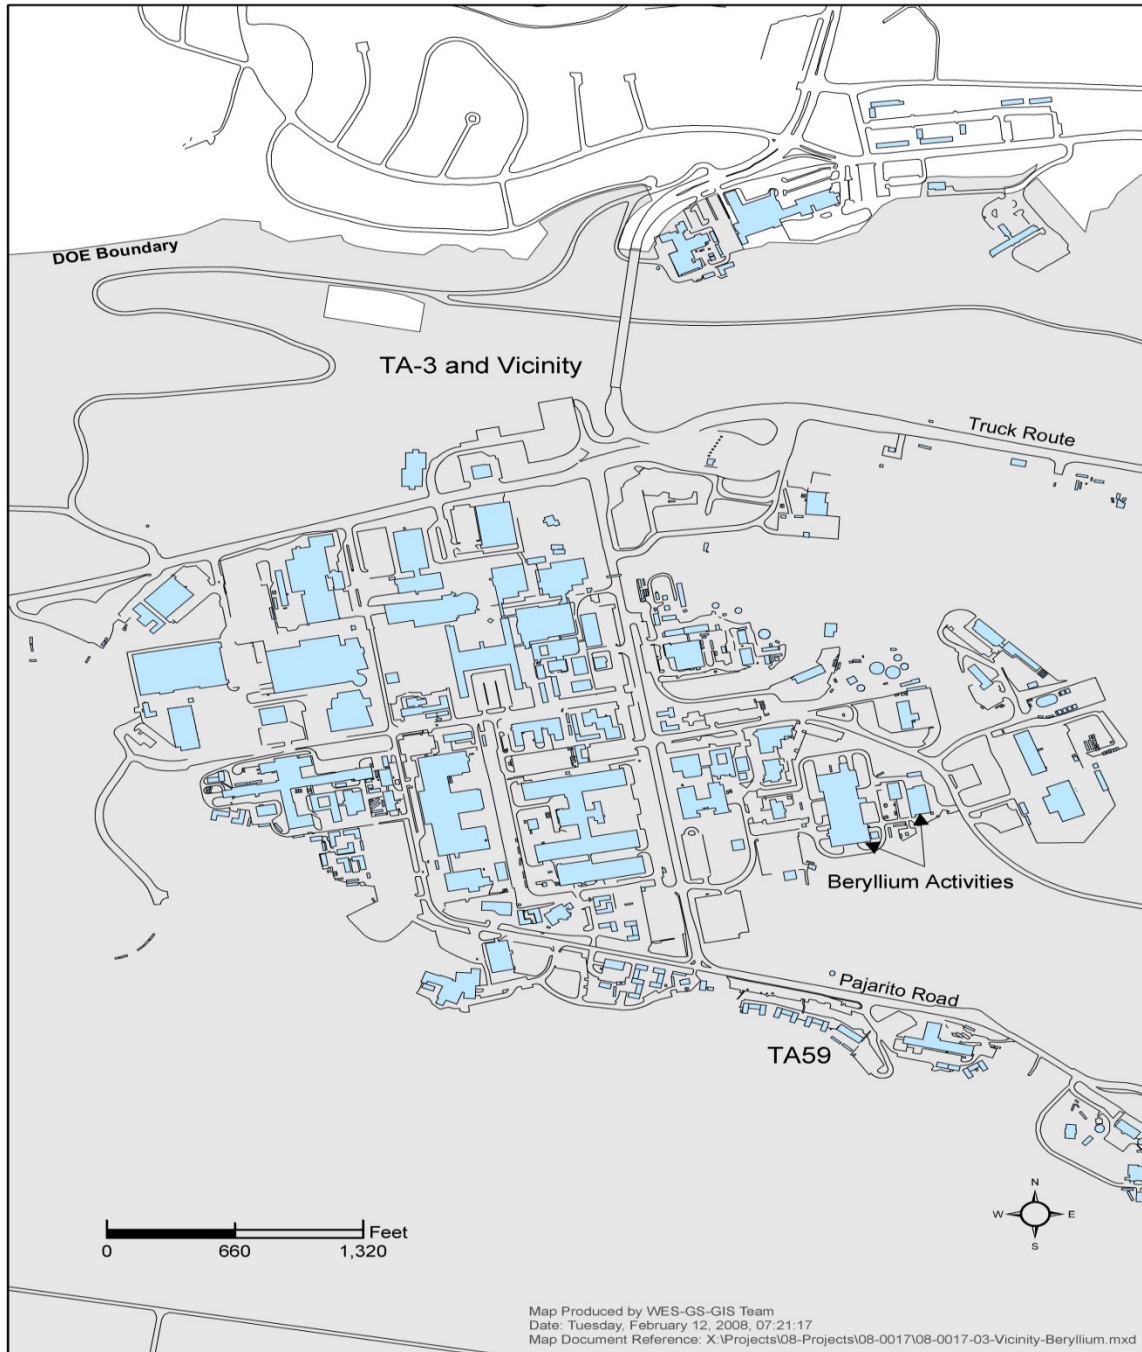 DOE Boundary
TA-3 and Vicinity
Truck Route
Beryllium Activities
Pajarito Road
TA59
N
W E
S
Feet
0 660 1,320
Map Produced by WES-GS-GIS Team
Date: Tuesday, February 12, 2008, 07:21:17
Map Document Reference: X:\Projects\08-Projects\08-0017\08-0017-03-Vicinity-Beryllium.mxd